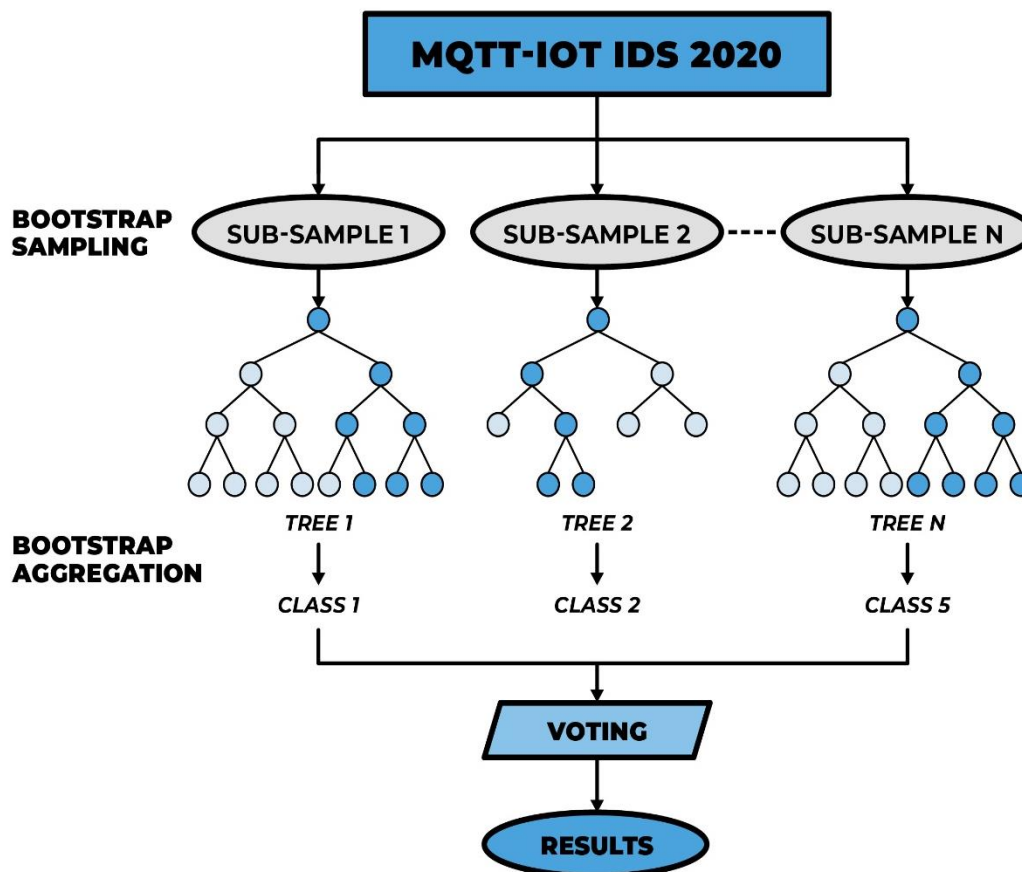 MQTT-IOT IDS 2020
BOOTSTRAP
SAMPLING
SUB-SAMPLE 1
SUB-SAMPLE 2
SUB-SAMPLE N
TREE 1
TREE 2
TREE N
BOOTSTRAP
AGGREGATION
CLASS 1
CLASS 2
CLASS 5
VOTING
RESULTS